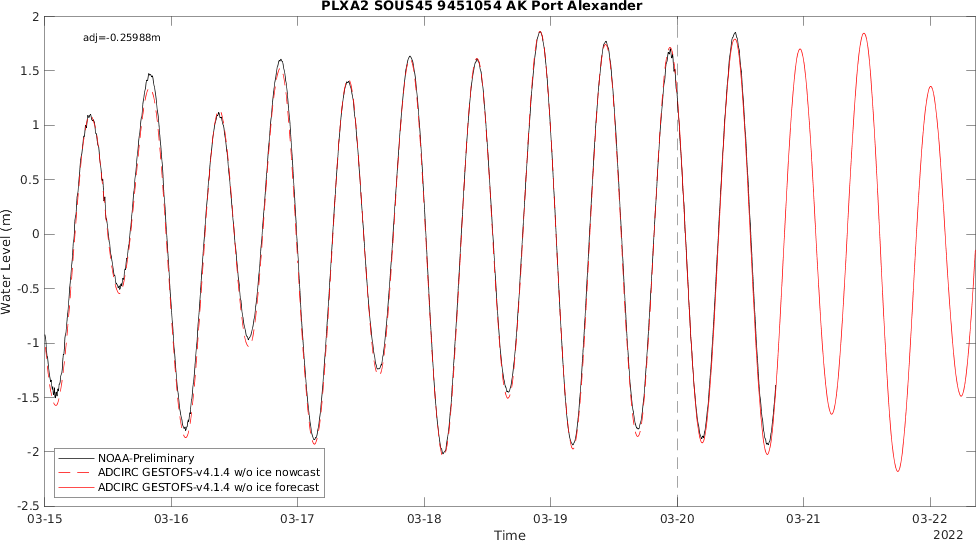 PLXA2 SOUS45 9451054 AK Port Alexander
adj=-0.25988m
2
1.5
1
0.5
0
-0.5
-1
-1.5
-2
-2.5
Water Level (m)
NOAA-Preliminary
ADCIRC GESTOFS-v4.1.4 w/o ice nowcast
ADCIRC GESTOFS-v4.1.4 w/o ice forecast
03-15 03-16 03-17 03-18 03-19 03-20 03-21 03-22
Time
2022